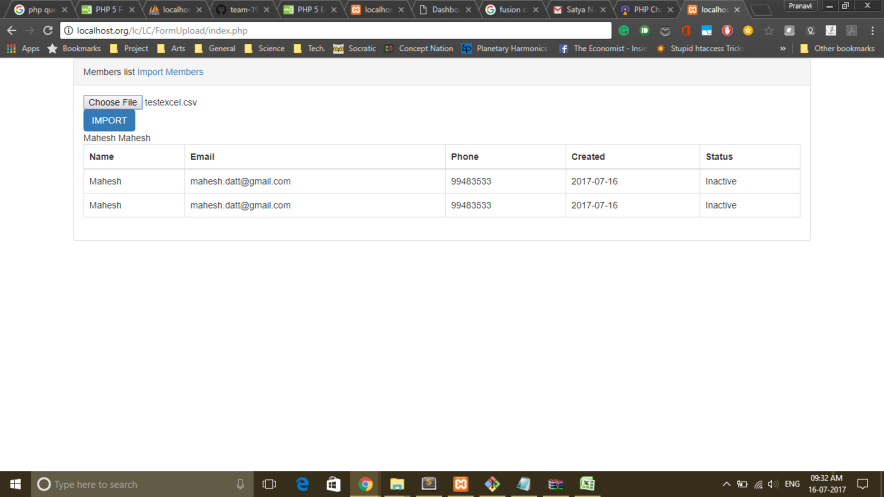 php que
PHP 5 F
localhos
team-19
PHP 5 I
localhos
Dashbo
fusion c
Satya N
PHP Cha
localhos
Pranavi
localhost.org/lc/LC/FormUpload/index.php
Apps Bookmarks Project Arts General Science Tech. Socratic Concept Nation Planetary Harmonics The Economist - Insi Stupid htaccess Tricks » Other bookmarks
Members list Import Members
Choose File testexcel.csv
IMPORT
Mahesh Mahesh
Name Email Phone Created Status
Mahesh mahesh.datt@gmail.com 99483533 2017-07-16 Inactive
Mahesh mahesh.datt@gmail.com 99483533 2017-07-16 Inactive
Type here to search
ENG
09:32 AM
16-07-2017